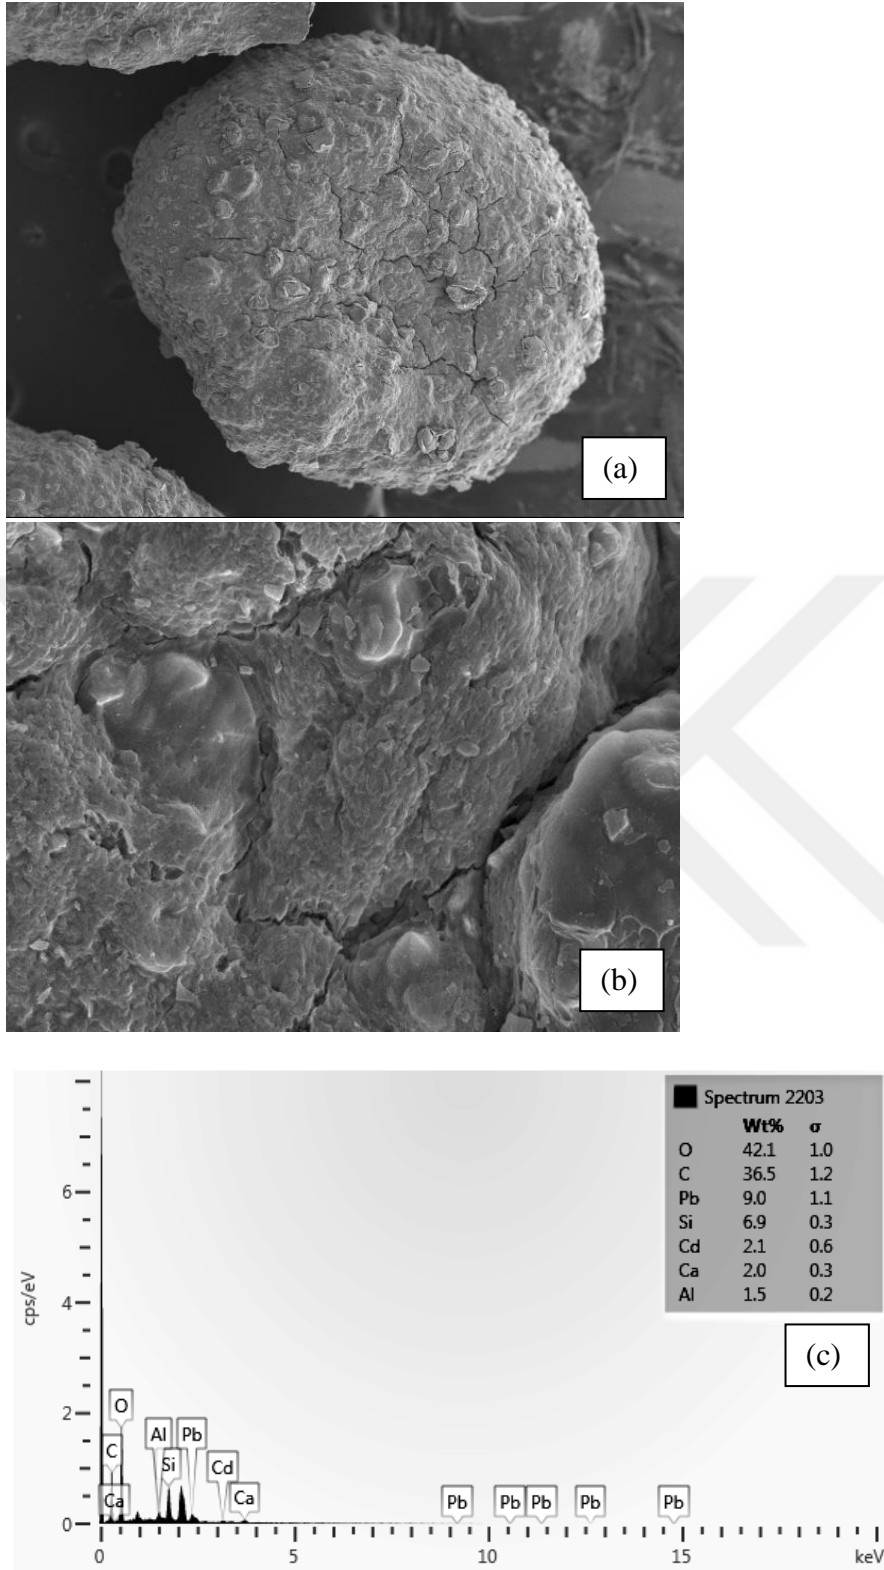 (a)
(b)
Spectrum 2203
Wt% σ
O 42.1 1.0
C 36.5 1.2
Pb 9.0 1.1
Si 6.9 0.3
Cd 2.1 0.6
Ca 2.0 0.3
Al 1.5 0.2
(c)
cps/eV
6
4
2
0
O
C
Ca
Al
Si
Pb
Cd
Ca
Pb
Pb
Pb
Pb
Pb
0 5 10 15 keV